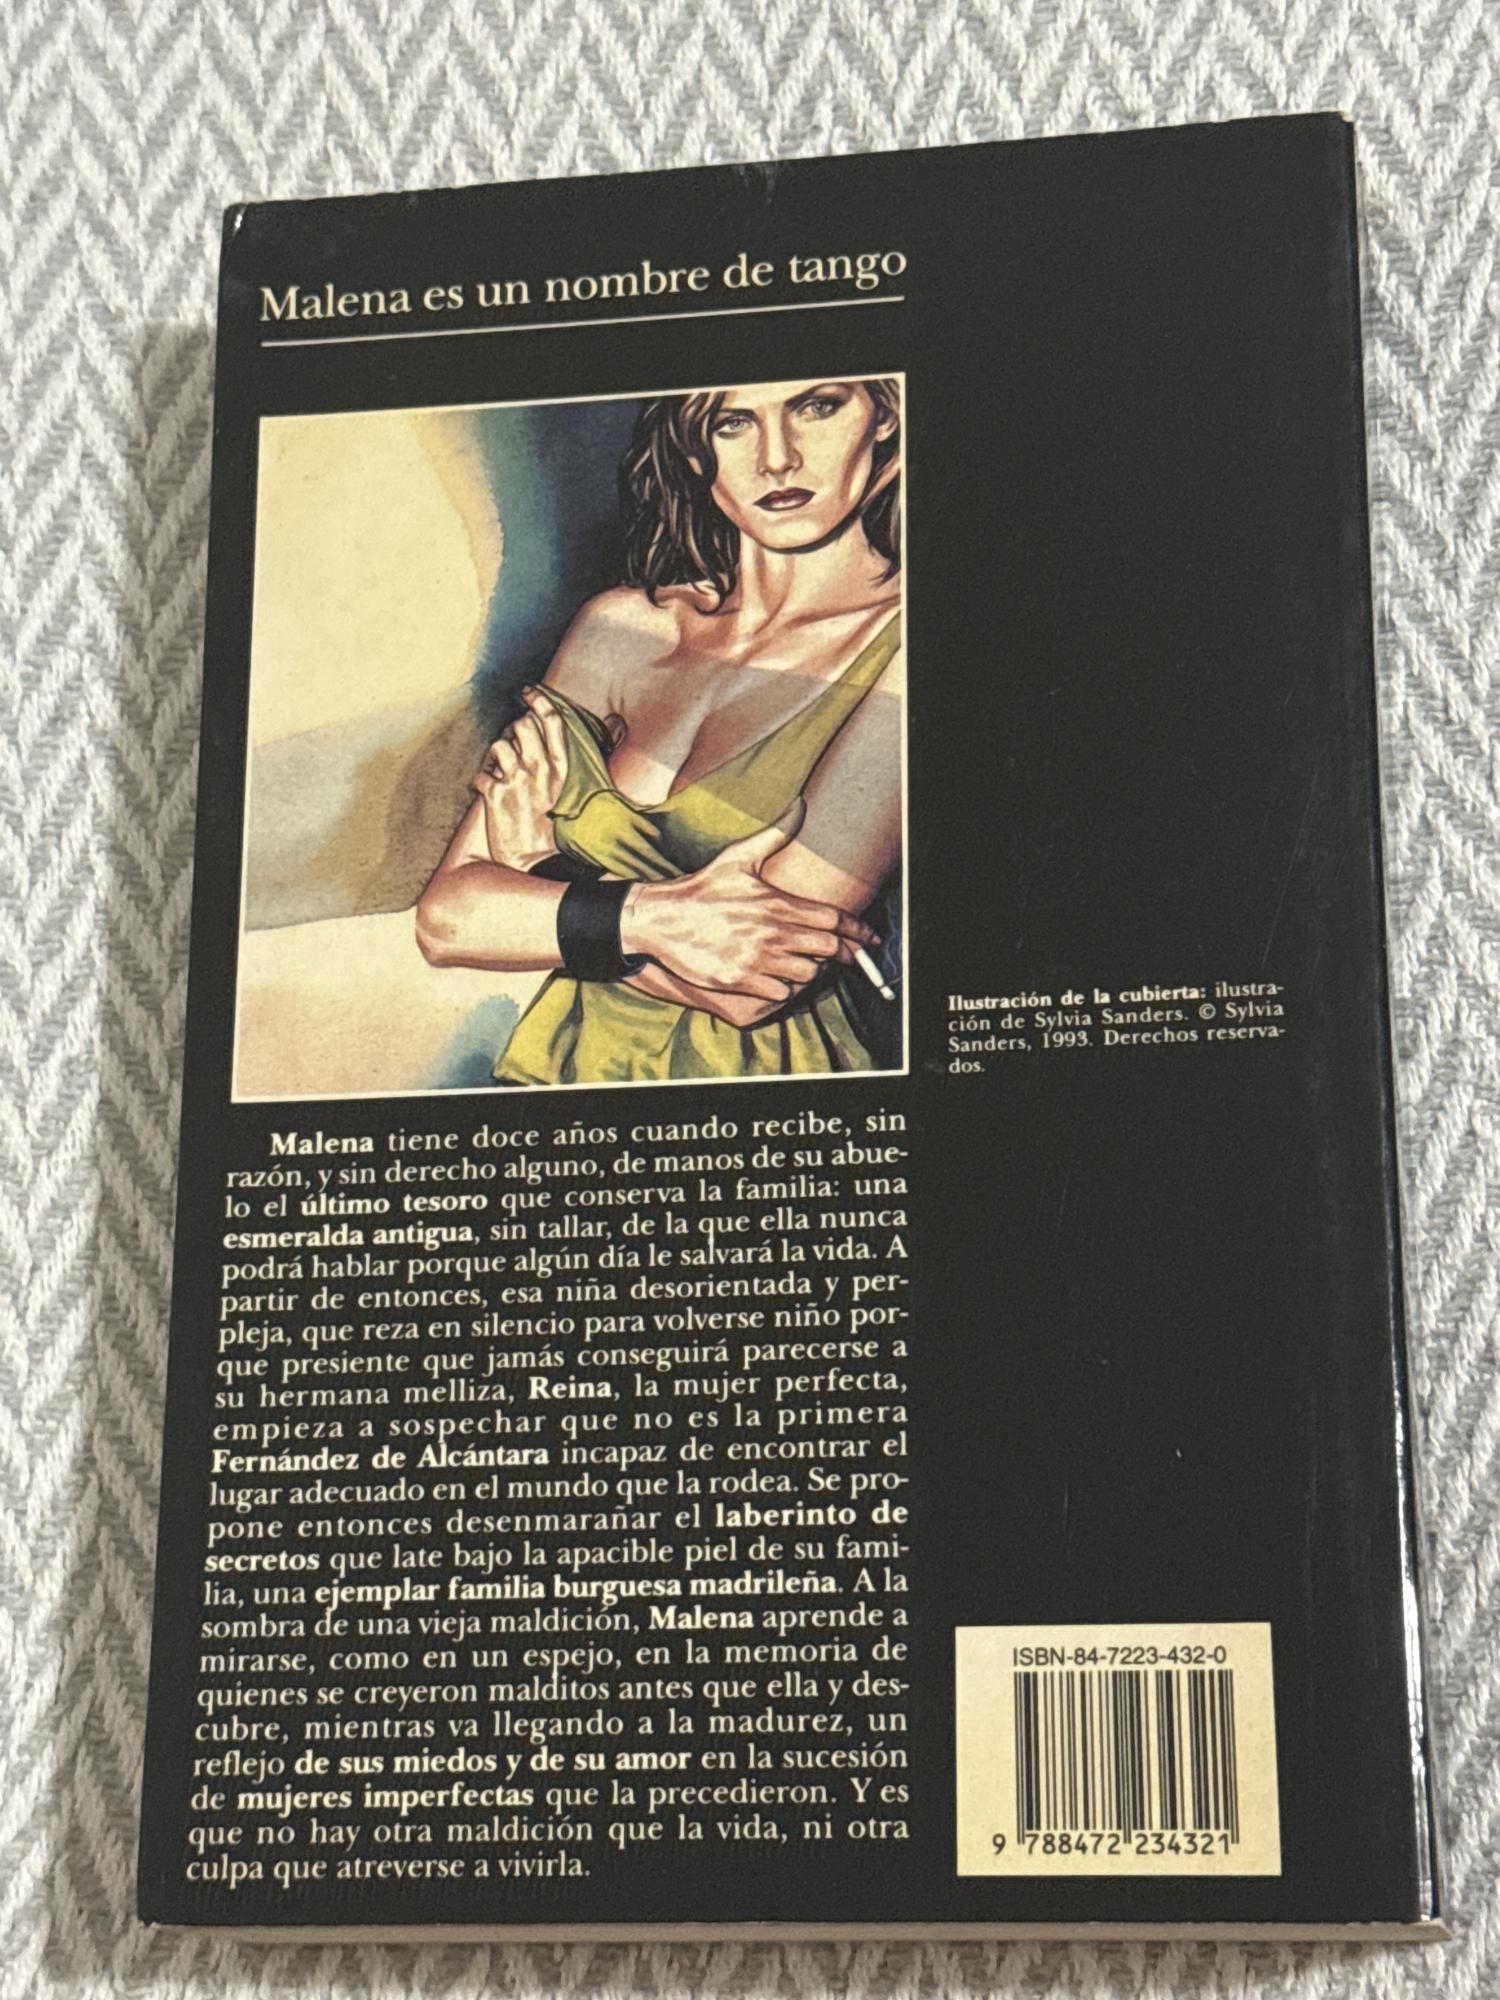 Malena es un nombre de tango
Ilustración de la cubierta: ilustra-
ción de Sylvia Sanders. © Sylvia
Sanders, 1993. Derechos reserva-
dos.
Malena tiene doce años cuando recibe, sin
razón, y sin derecho alguno, de manos de su abue-
lo el último tesoro que conserva la familia: una
esmeralda antigua, sin tallar, de la que ella nunca
podrá hablar porque algún día le salvará la vida. A
partir de entonces, esa niña desorientada y per-
pleja, que reza en silencio para volverse niño por-
que presiente que jamás conseguirá parecerse a
su hermana melliza, Reina, la mujer perfecta,
empieza a sospechar que no es la primera
Fernández de Alcántara incapaz de encontrar el
lugar adecuado en el mundo que la rodea. Se pro-
pone entonces desenmarañar el laberinto de
secretos que late bajo la apacible piel de su fami-
lia, una ejemplar familia burguesa madrileña. A la
sombra de una vieja maldición, Malena aprende a
mirarse, como en un espejo, en la memoria de
quienes se creyeron malditos antes que ella y des-
cubre, mientras va llegando a la madurez, un
reflejo de sus miedos y de su amor en la sucesión
de mujeres imperfectas que la precedieron. Y es
que no hay otra maldición que la vida, ni otra
culpa que atreverse a vivirla.
ISBN-84-7223-432-0
9 788472 234321